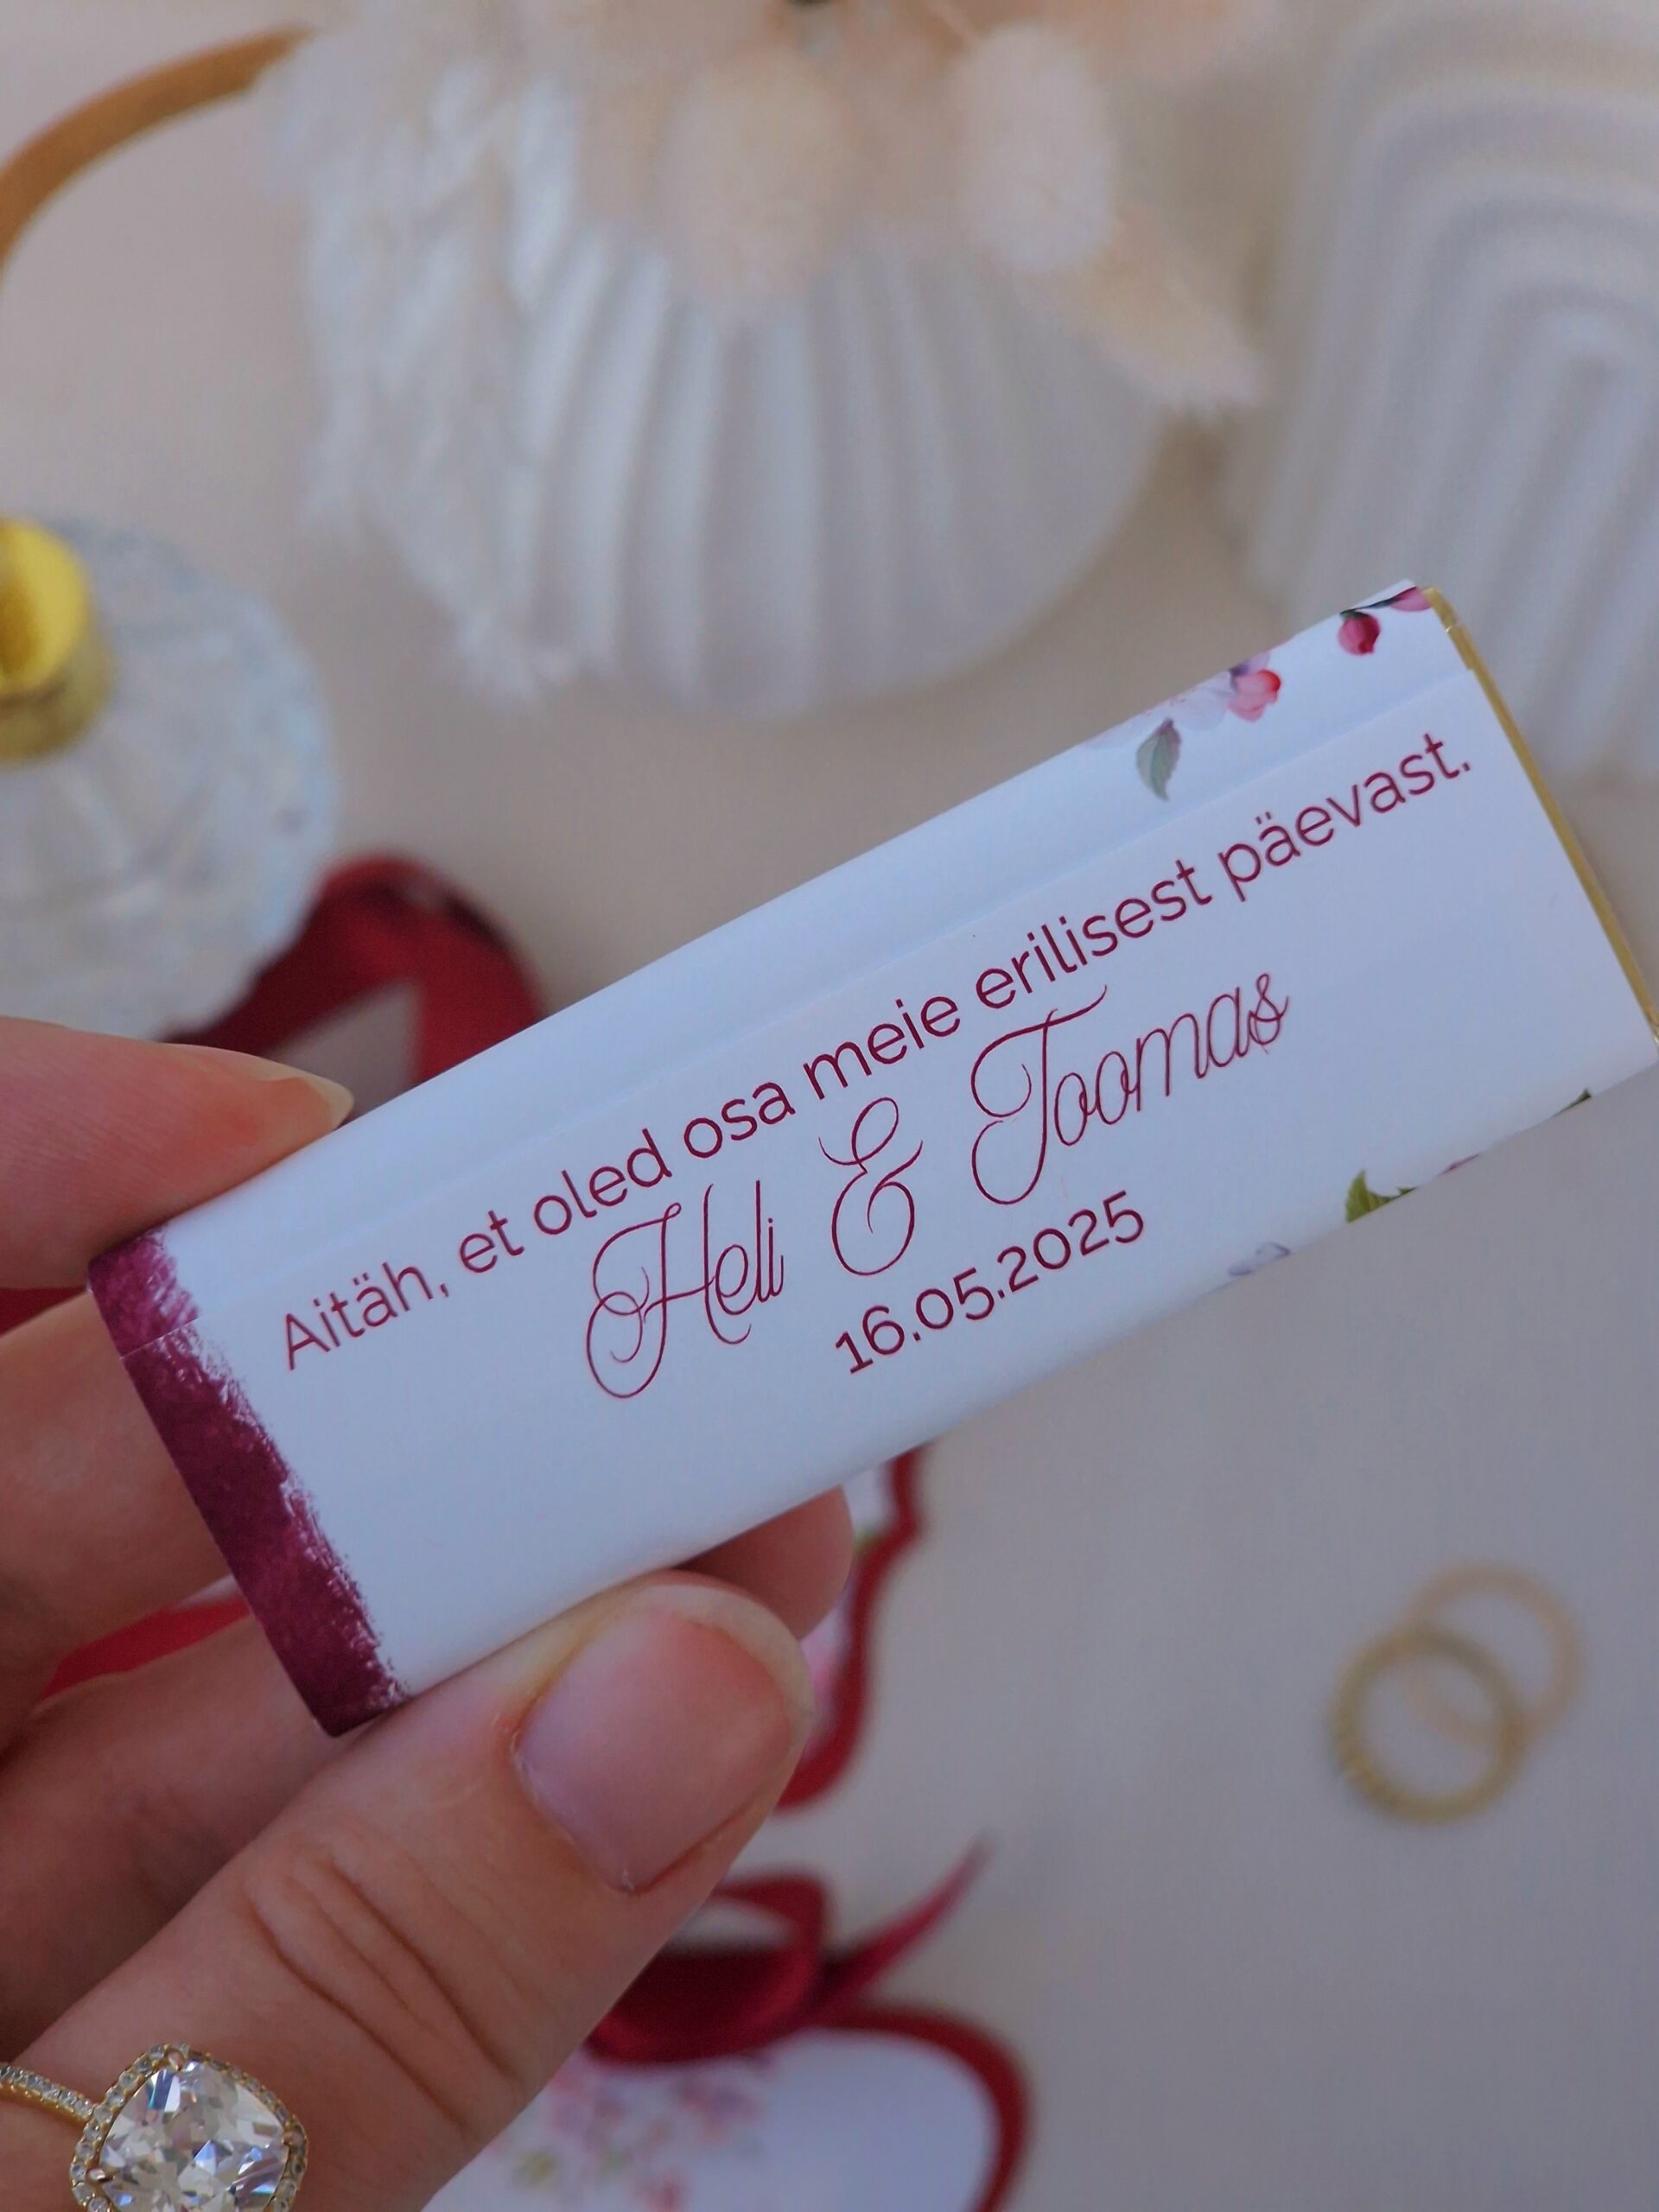 Aitäh, et oled osa meie erilisest päevast.
Heli & Toomas
16.05.2025